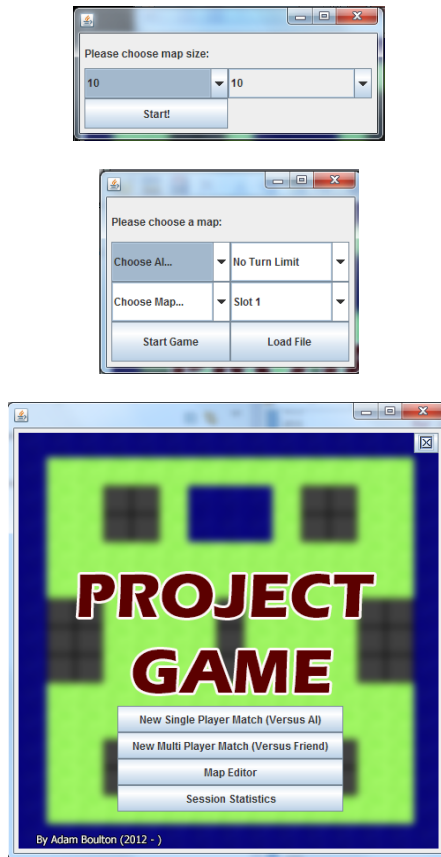 Please choose map size:
10 10
Start!
Please choose a map:
Choose AI... No Turn Limit
Choose Map... Slot 1
Start Game Load File
PROJECT
GAME
New Single Player Match (Versus AI)
New Multi Player Match (Versus Friend)
Map Editor
Session Statistics
By Adam Boulton (2012 - )